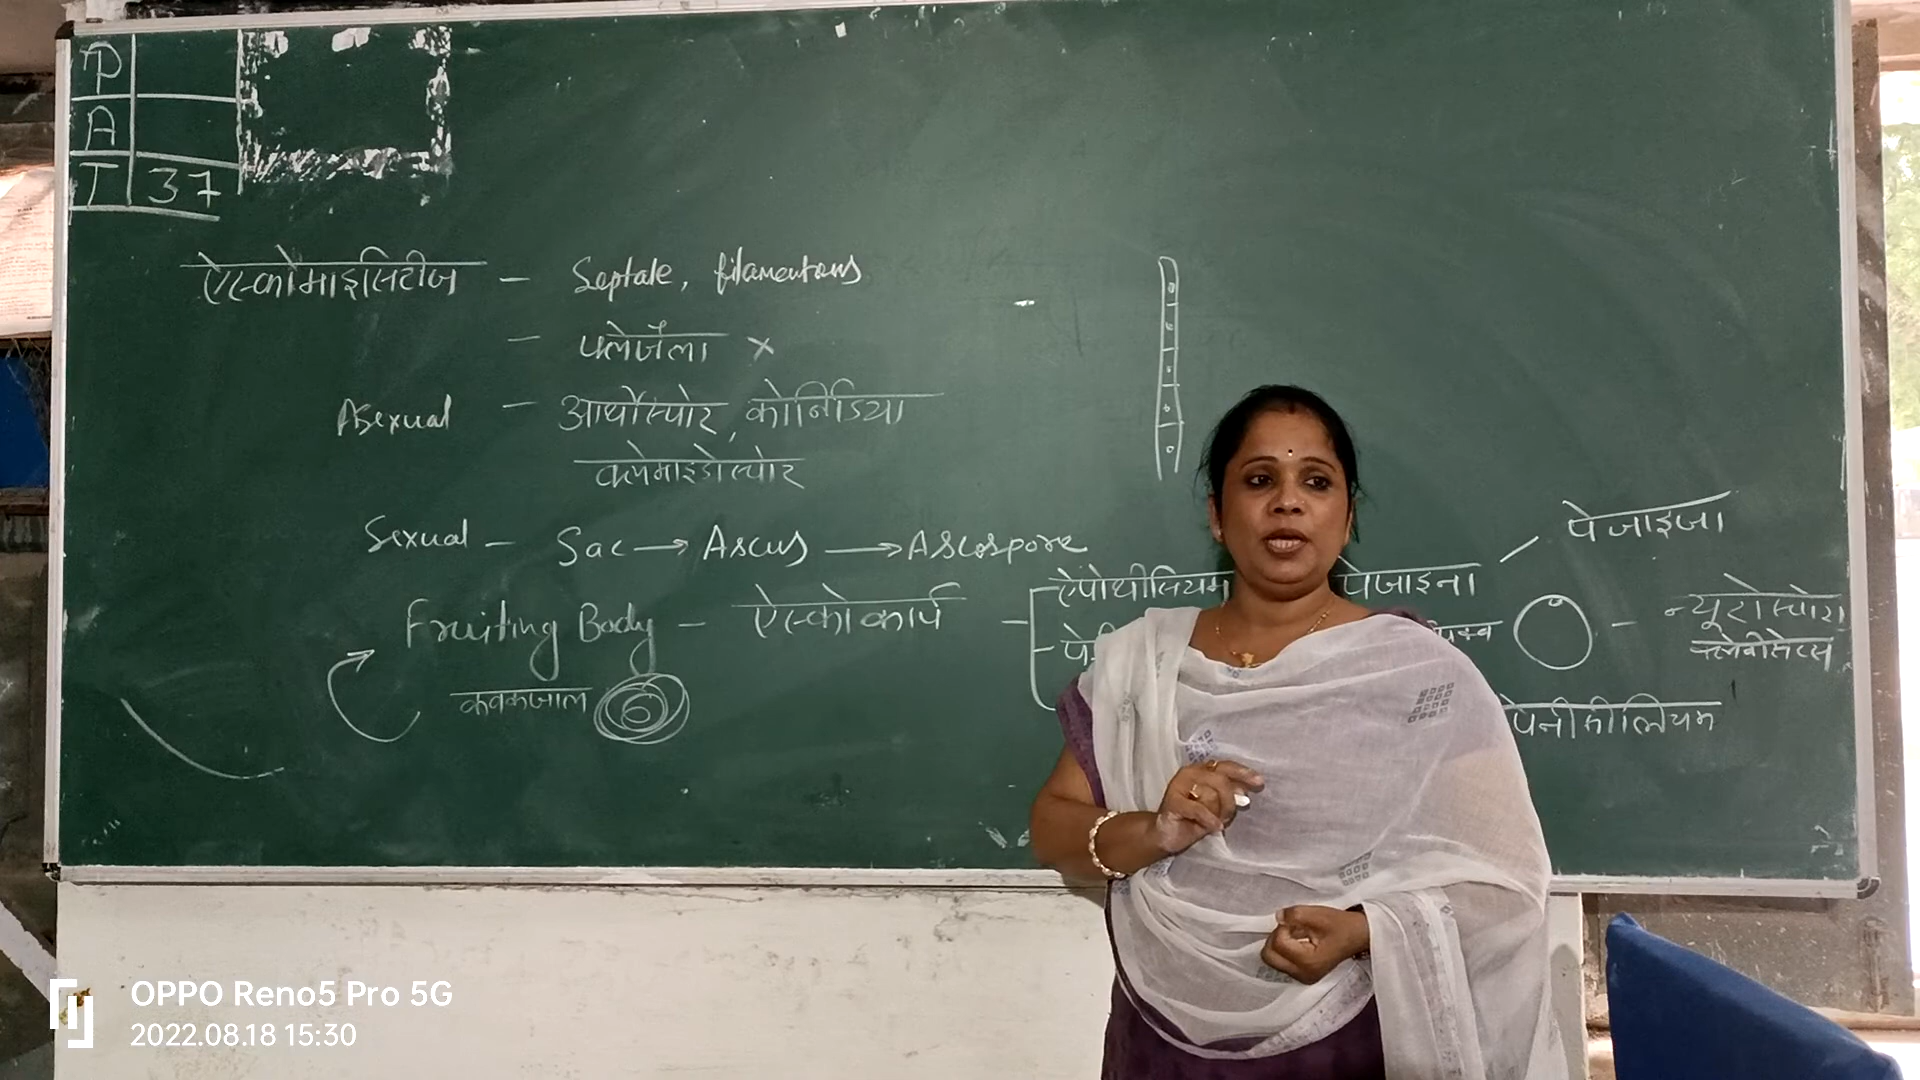 P
A
T 37
ऐस्कोमाइसिटीज - Septate, filamentous
- फ्लेजैला ×
Asexual - आर्थोस्पोर, कोनिडिया
क्लेमाइडोस्पोर
Sexual - Sac → Ascus → Ascospore
Fruiting Body - ऐस्कोकार्प
कवकजाल
ऐपोथीसियम पेजाइना
पेजाइजा
न्यूरोस्पोरा
क्लेवीसेप्स
पेनीसीलियम
OPPO Reno5 Pro 5G
2022.08.18 15:30